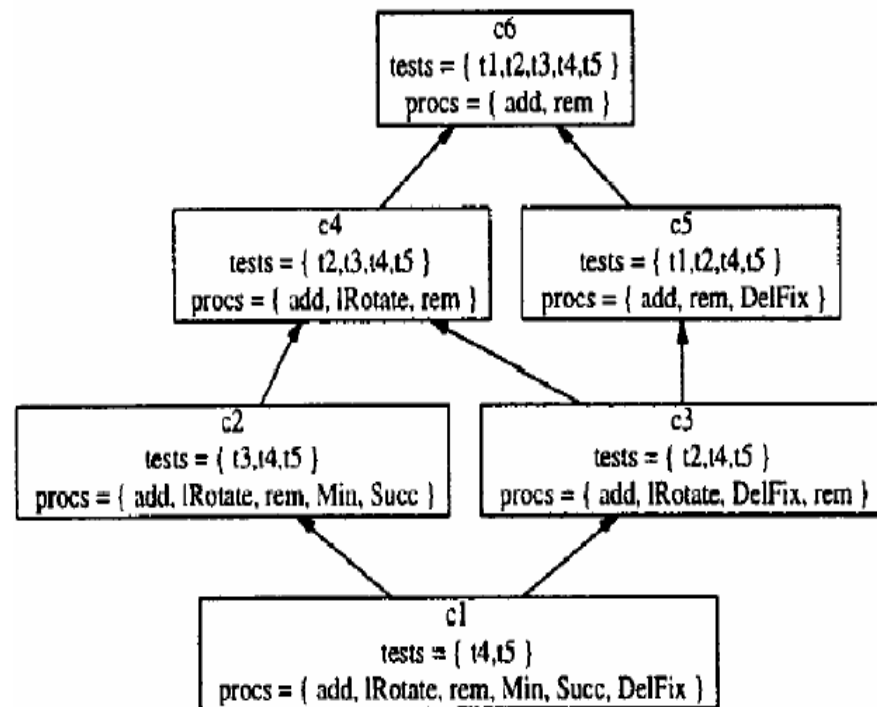 c6
tests = { t1,t2,t3,t4,t5 }
procs = { add, rem }
c4
tests = { t2,t3,t4,t5 }
procs = { add, lRotate, rem }
c5
tests = { t1,t2,t4,t5 }
procs = { add, rem, DelFix }
c2
tests = { t3,t4,t5 }
procs = { add, lRotate, rem, Min, Succ }
c3
tests = { t2,t4,t5 }
procs = { add, lRotate, DelFix, rem }
c1
tests = { t4,t5 }
procs = { add, lRotate, rem, Min, Succ, DelFix }